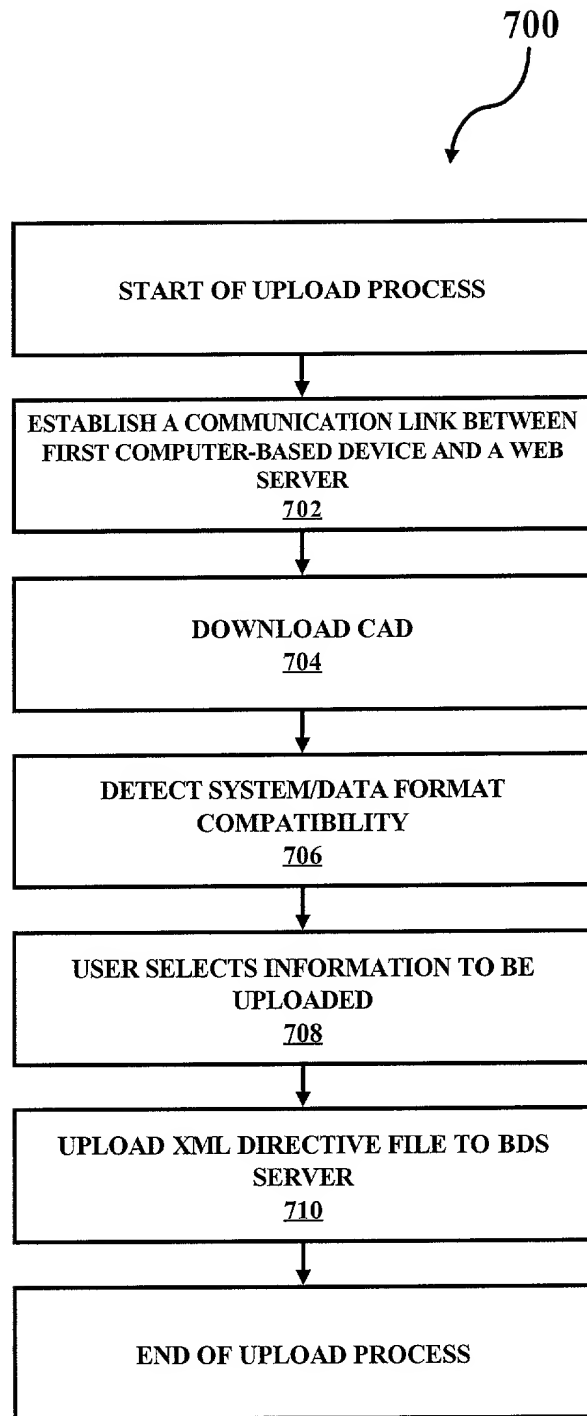 700
START OF UPLOAD PROCESS
ESTABLISH A COMMUNICATION LINK BETWEEN
FIRST COMPUTER-BASED DEVICE AND A WEB
SERVER
702
DOWNLOAD CAD
704
DETECT SYSTEM/DATA FORMAT
COMPATIBILITY
706
USER SELECTS INFORMATION TO BE
UPLOADED
708
UPLOAD XML DIRECTIVE FILE TO BDS
SERVER
710
END OF UPLOAD PROCESS